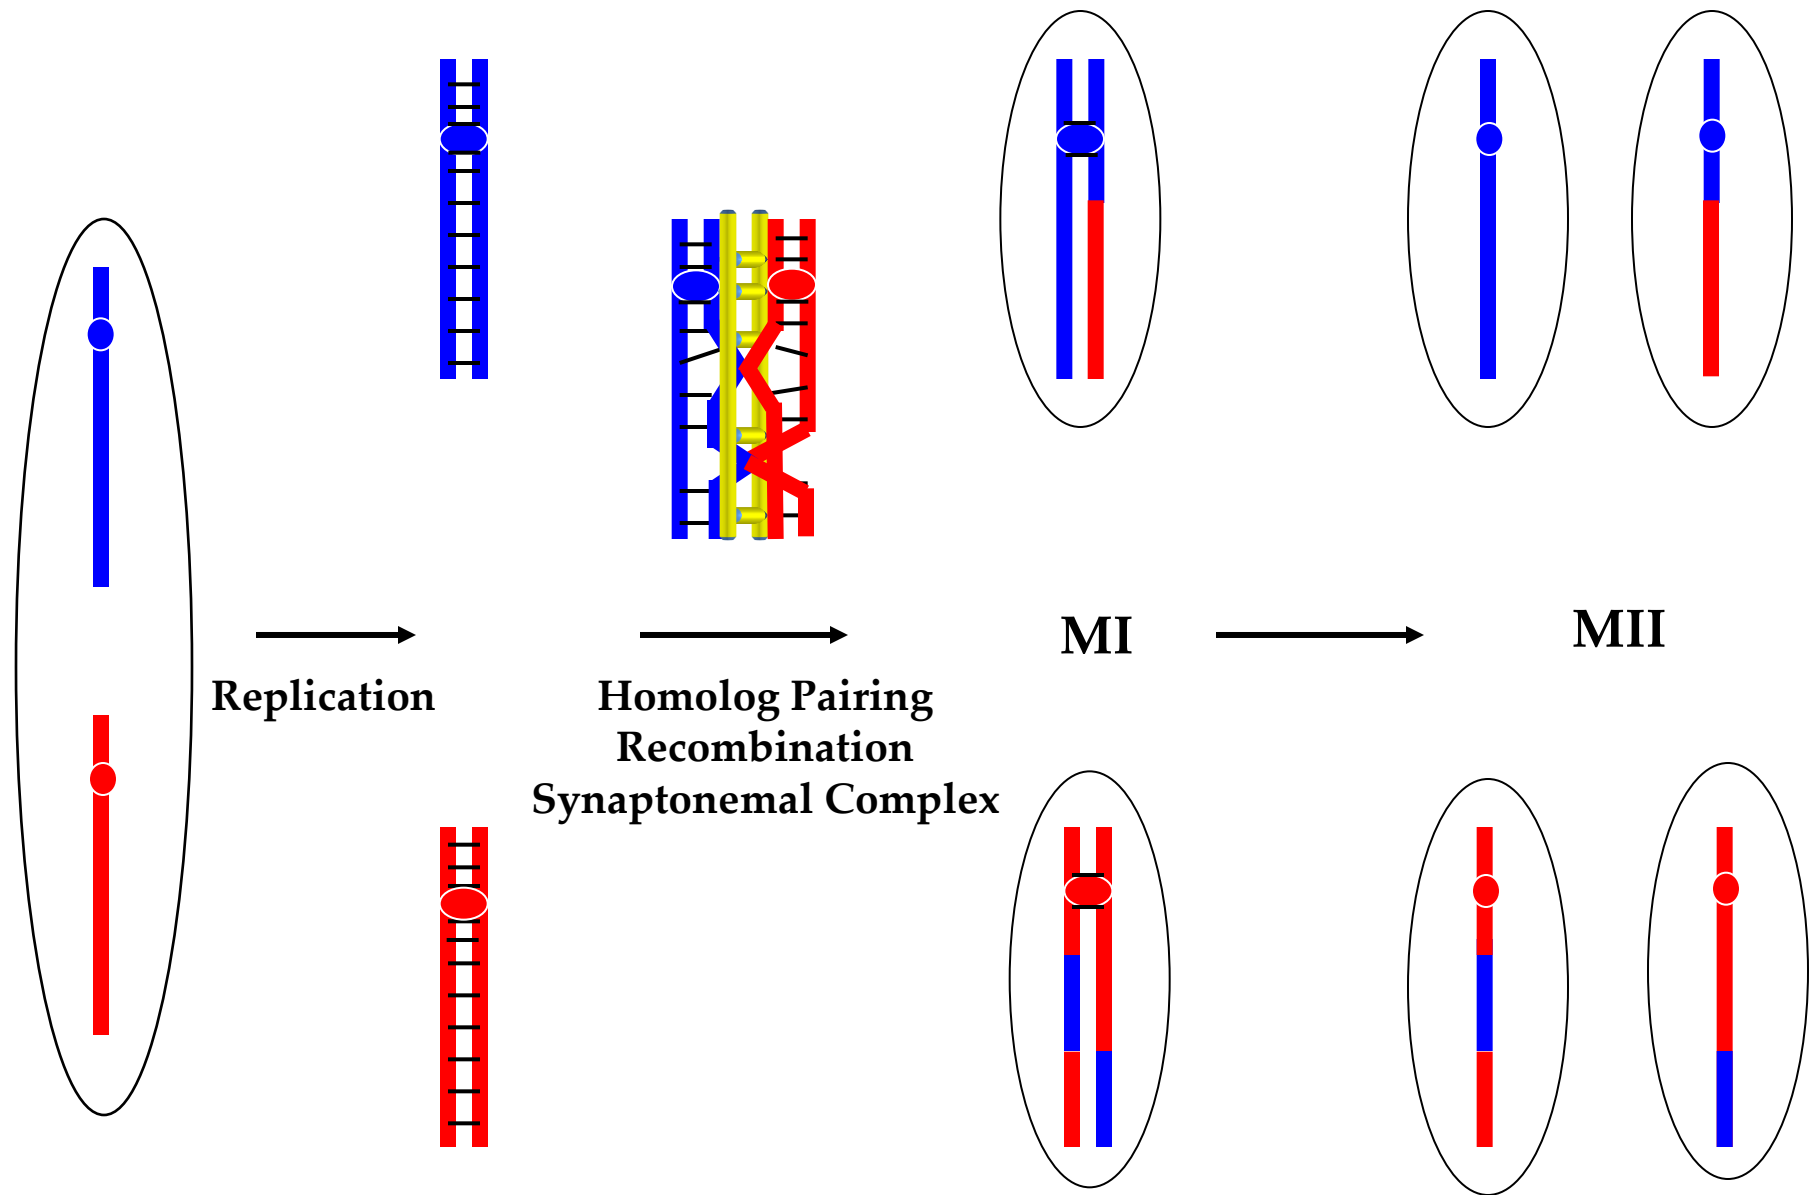 Replication
Homolog Pairing
Recombination
Synaptonemal Complex
MI
MII